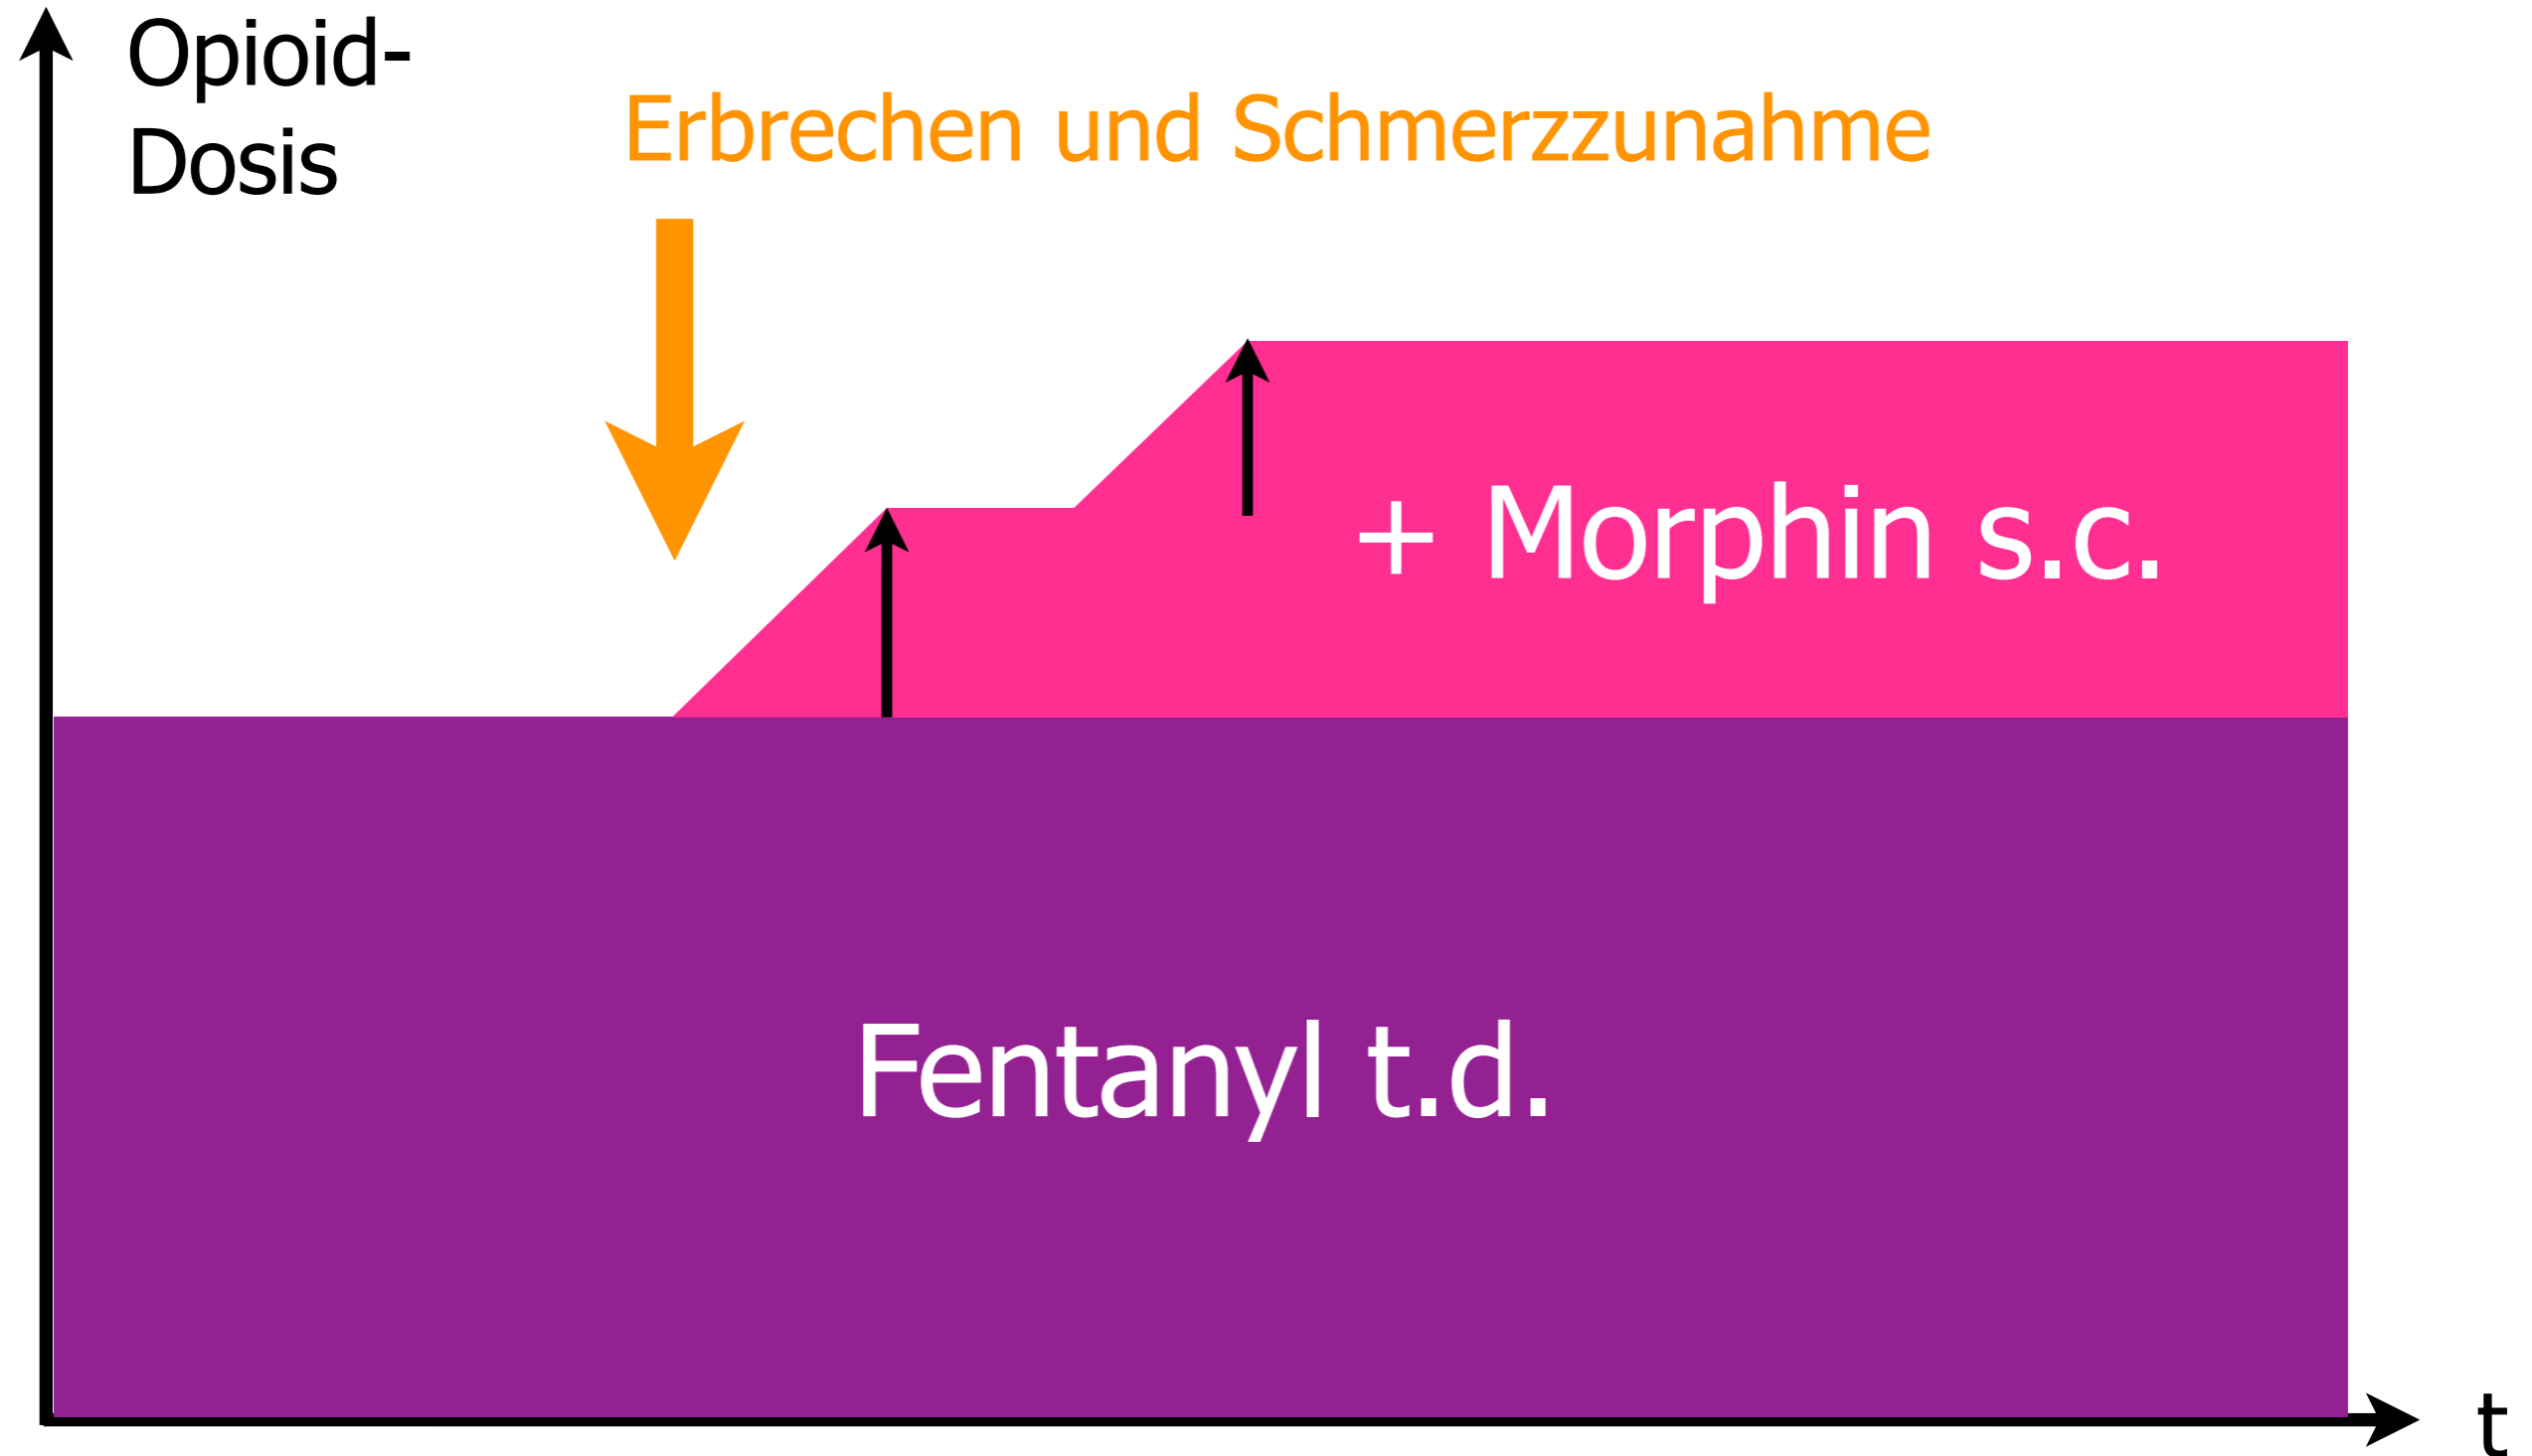 Opioid-
Dosis
Erbrechen und Schmerzzunahme
+ Morphin s.c.
Fentanyl t.d.
t